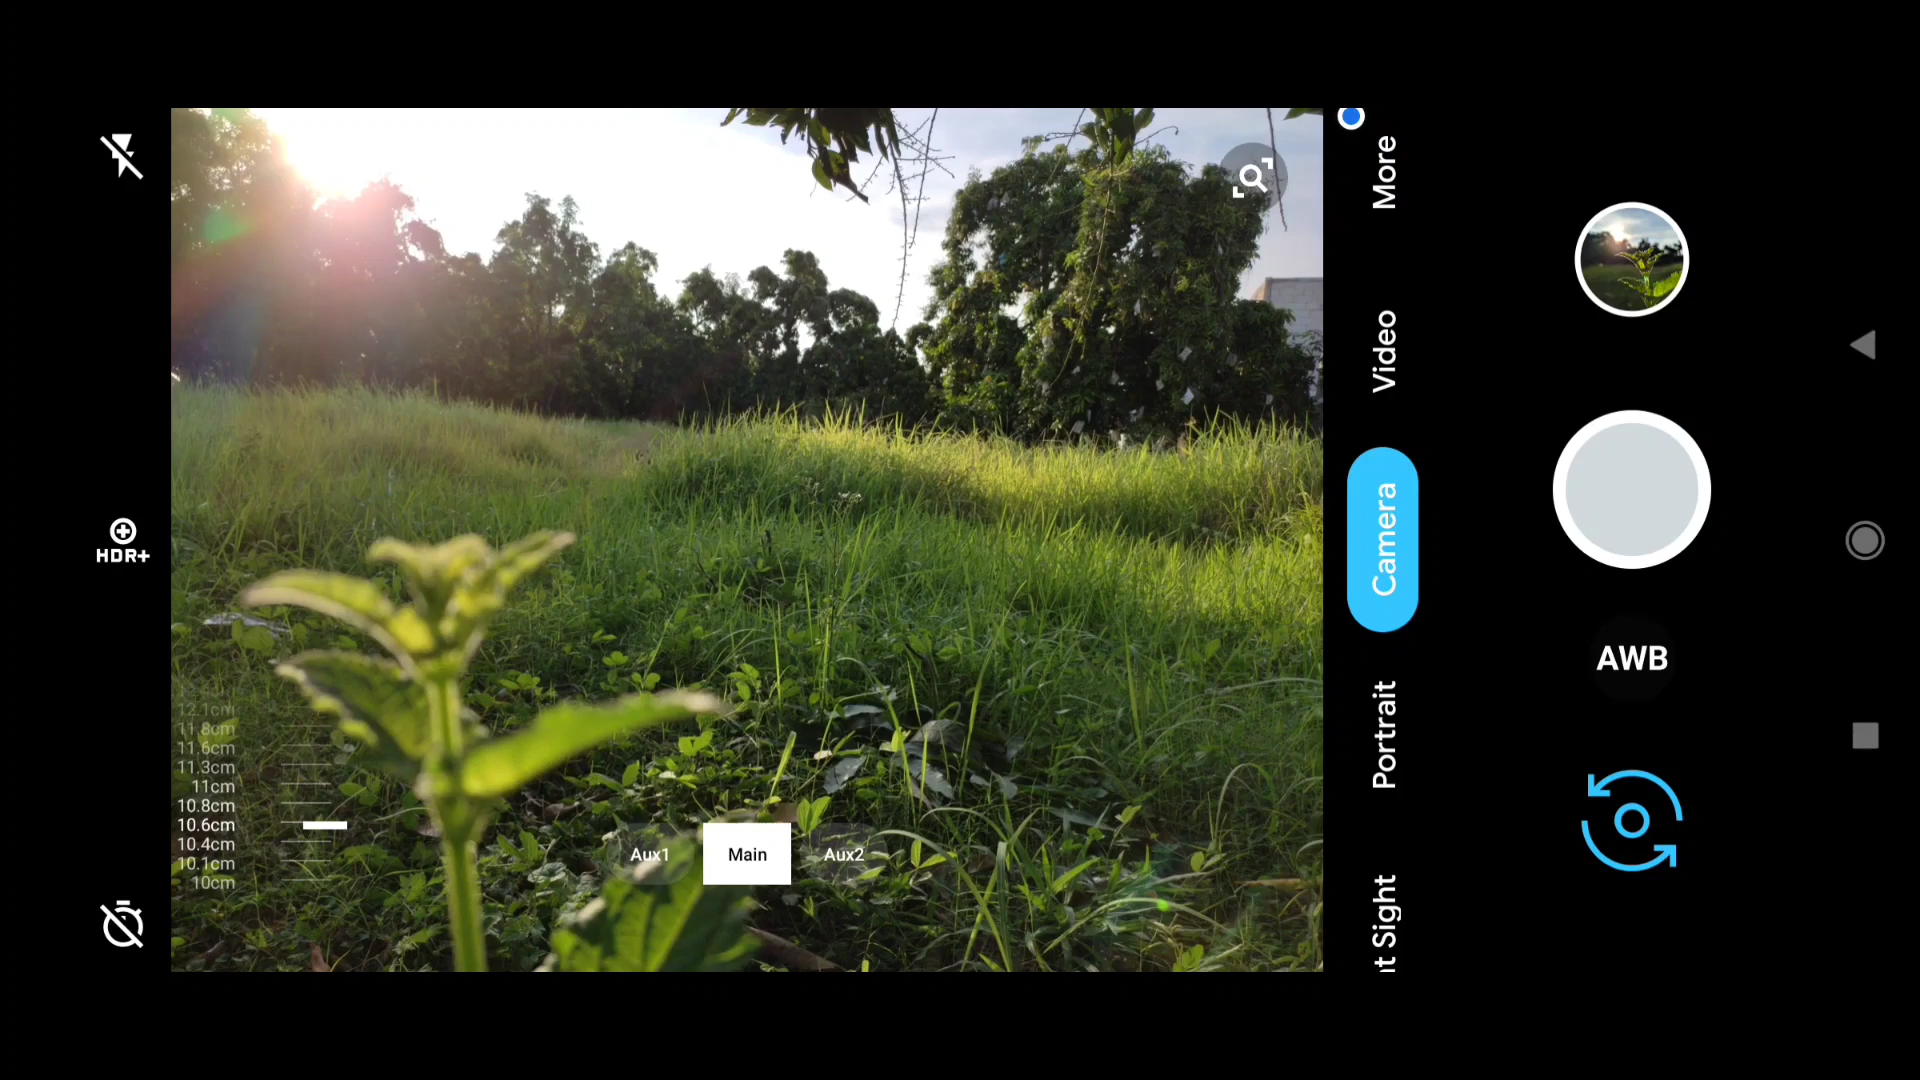 HDR+
12.1cm
11.8cm
11.6cm
11.3cm
11cm
10.8cm
10.6cm
10.4cm
10.1cm
10cm
Aux1
Main
Aux2
More
Video
Camera
Portrait
t Sight
AWB